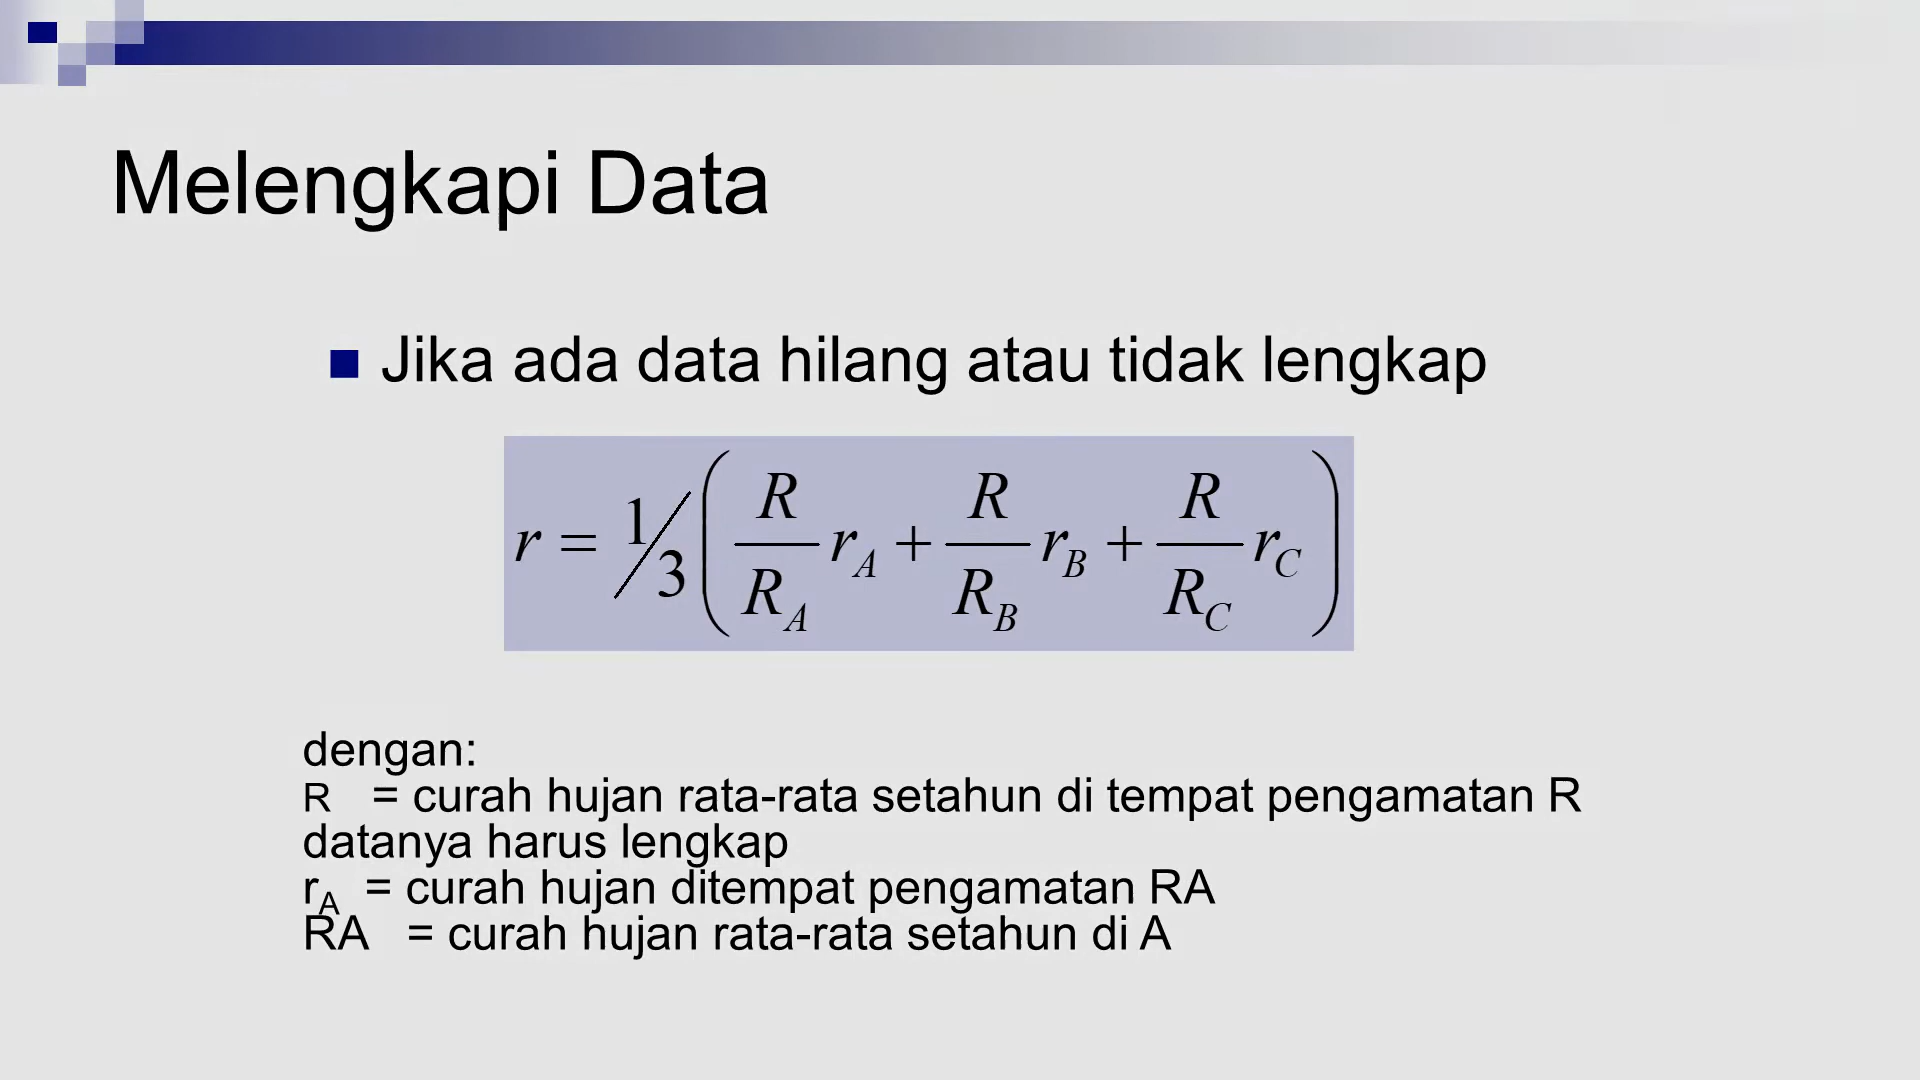 Melengkapi Data
Jika ada data hilang atau tidak lengkap
r = 1/3 ( R/R_A r_A + R/R_B r_B + R/R_C r_C )
dengan:
R = curah hujan rata-rata setahun di tempat pengamatan R
datanya harus lengkap
r_A = curah hujan ditempat pengamatan RA
RA = curah hujan rata-rata setahun di A